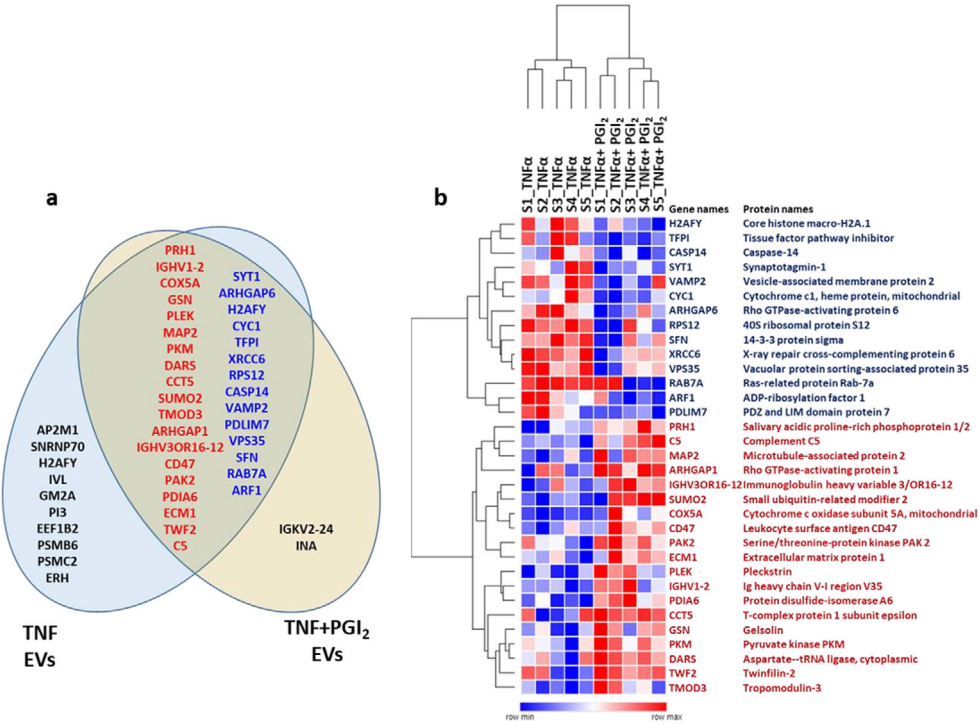 a
PRH1
IGHV1-2
COX5A
GSN
PLEK
MAP2
PKM
DARS
CCT5
SUMO2
TMOD3
ARHGAP1
IGHV3OR16-12
CD47
PAK2
PDIA6
ECM1
TWF2
C5
SYT1
ARHGAP6
H2AFY
CYC1
TFPI
XRCC6
RPS12
CASP14
VAMP2
PDLIM7
VPS35
SFN
RAB7A
ARF1
AP2M1
SNRNP70
H2AFY
IVL
GM2A
PI3
EEF1B2
PSMB6
PSMC2
ERH
IGKV2-24
INA
TNF
EVs
TNF+PGI2
EVs
b
S1_TNFα
S2_TNFα
S3_TNFα
S4_TNFα
S5_TNFα
S1_TNFα+ PGI2
S2_TNFα+ PGI2
S3_TNFα+ PGI2
S4_TNFα+ PGI2
S5_TNFα+ PGI2
Gene names Protein names
H2AFY Core histone macro-H2A.1
TFPI Tissue factor pathway inhibitor
CASP14 Caspase-14
SYT1 Synaptotagmin-1
VAMP2 Vesicle-associated membrane protein 2
CYC1 Cytochrome c1, heme protein, mitochondrial
ARHGAP6 Rho GTPase-activating protein 6
RPS12 40S ribosomal protein S12
SFN 14-3-3 protein sigma
XRCC6 X-ray repair cross-complementing protein 6
VPS35 Vacuolar protein sorting-associated protein 35
RAB7A Ras-related protein Rab-7a
ARF1 ADP-ribosylation factor 1
PDLIM7 PDZ and LIM domain protein 7
PRH1 Salivary acidic proline-rich phosphoprotein 1/2
C5 Complement C5
MAP2 Microtubule-associated protein 2
ARHGAP1 Rho GTPase-activating protein 1
IGHV3OR16-12 Immunoglobulin heavy variable 3/OR16-12
SUMO2 Small ubiquitin-related modifier 2
COX5A Cytochrome c oxidase subunit 5A, mitochondrial
CD47 Leukocyte surface antigen CD47
PAK2 Serine/threonine-protein kinase PAK 2
ECM1 Extracellular matrix protein 1
PLEK Pleckstrin
IGHV1-2 Ig heavy chain V-I region V35
PDIA6 Protein disulfide-isomerase A6
CCT5 T-complex protein 1 subunit epsilon
GSN Gelsolin
PKM Pyruvate kinase PKM
DARS Aspartate--tRNA ligase, cytoplasmic
TWF2 Twinfilin-2
TMOD3 Tropomodulin-3
row min row max